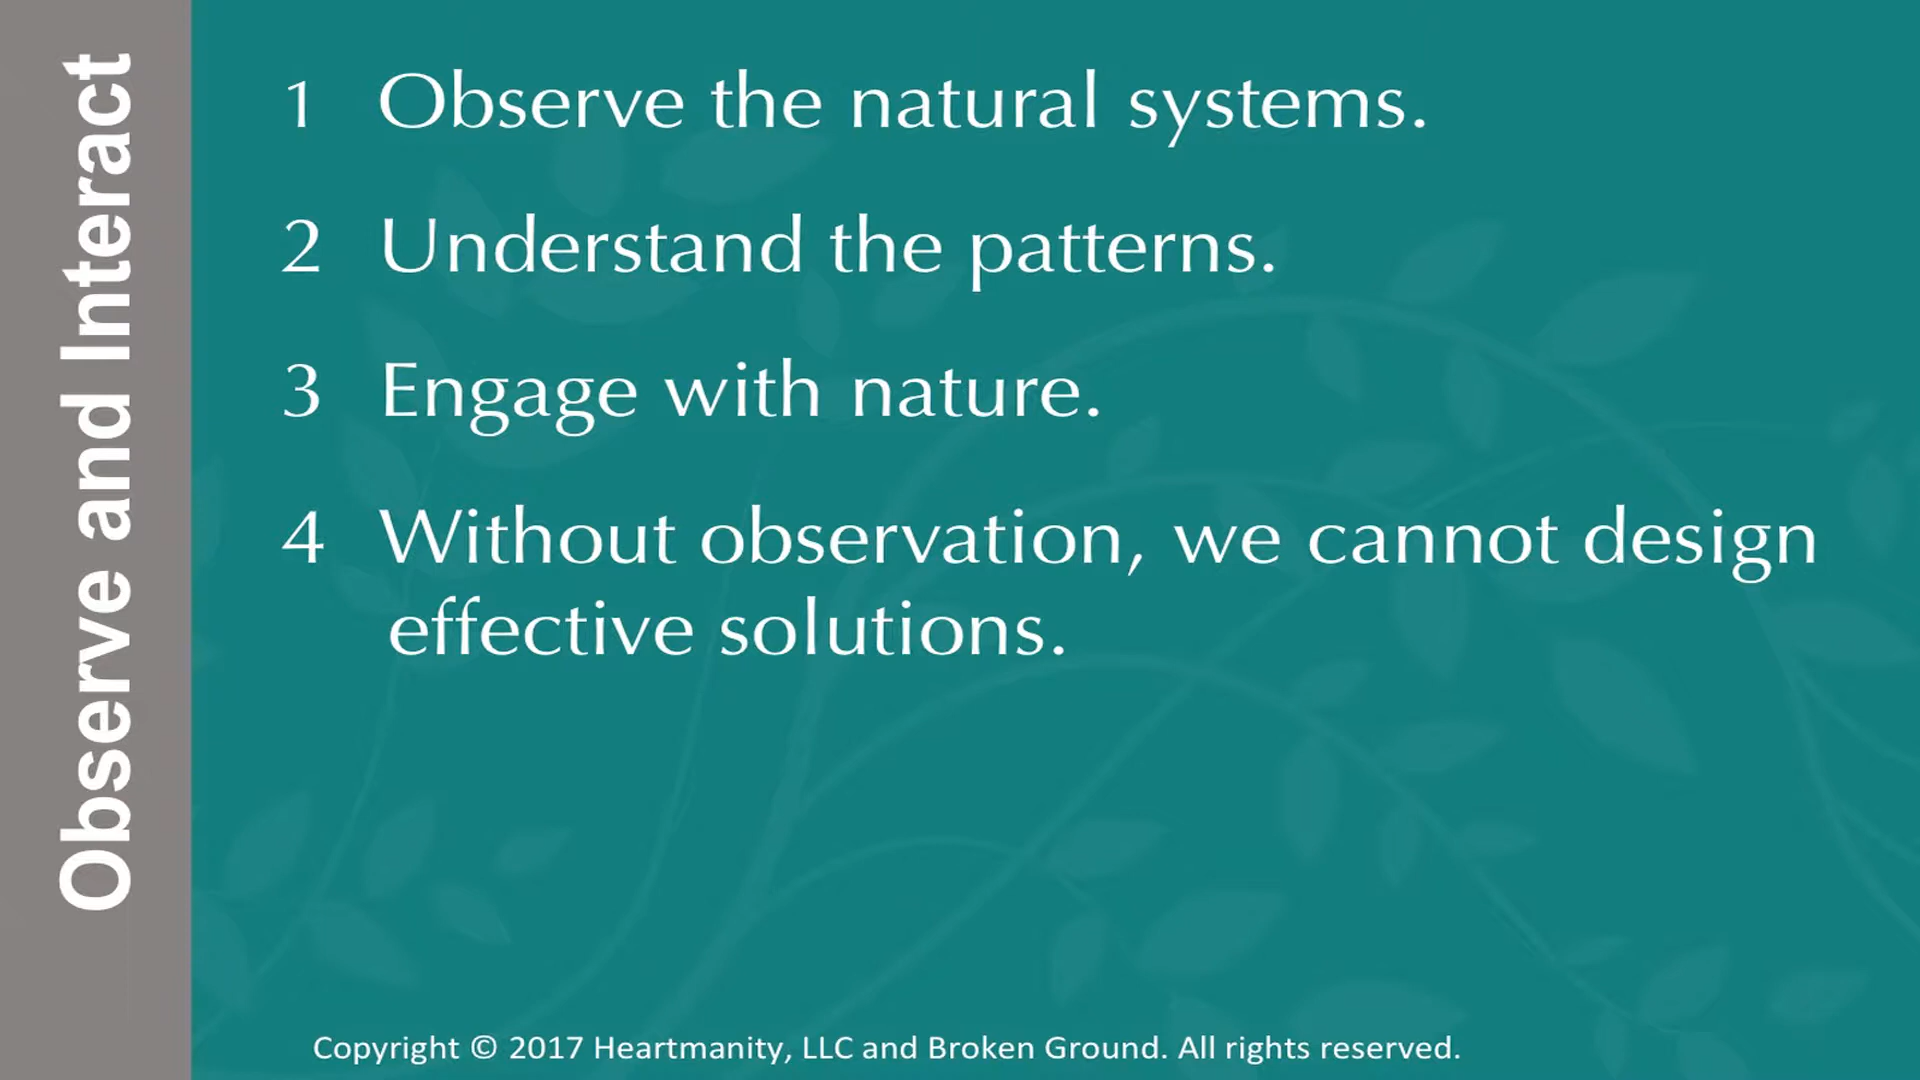 Observe and Interact
1 Observe the natural systems.
2 Understand the patterns.
3 Engage with nature.
4 Without observation, we cannot design
effective solutions.
Copyright © 2017 Heartmanity, LLC and Broken Ground. All rights reserved.